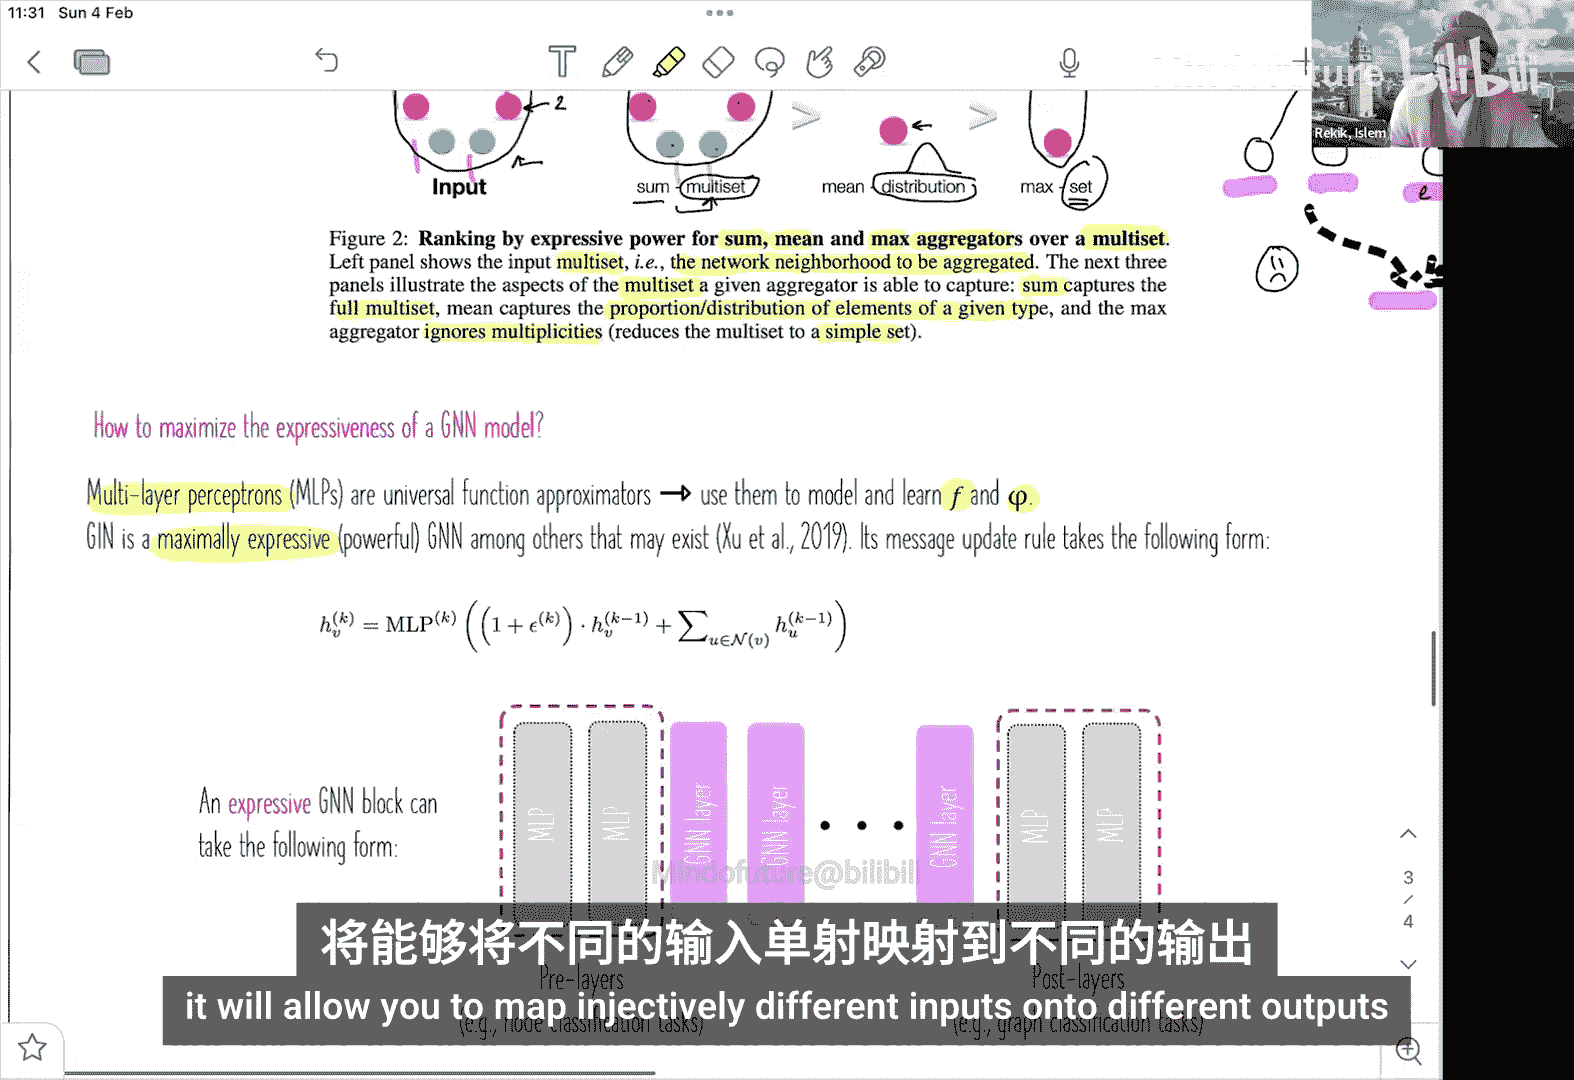 11:31 Sun 4 Feb
bilibili
Rekik, Islem
2
Input
sum - multiset
mean - distribution
max - set
Figure 2: Ranking by expressive power for sum, mean and max aggregators over a multiset.
Left panel shows the input multiset, i.e., the network neighborhood to be aggregated. The next three
panels illustrate the aspects of the multiset a given aggregator is able to capture: sum captures the
full multiset, mean captures the proportion/distribution of elements of a given type, and the max
aggregator ignores multiplicities (reduces the multiset to a simple set).
How to maximize the expressiveness of a GNN model?
Multi-layer perceptrons (MLPs) are universal function approximators → use them to model and learn f and φ.
GIN is a maximally expressive (powerful) GNN among others that may exist (Xu et al., 2019). Its message update rule takes the following form:
h_v^{(k)} = MLP^{(k)} ( ( 1 + ϵ^{(k)} ) · h_v^{(k−1)} + ∑_{u∈N(v)} h_u^{(k−1)} )
An expressive GNN block can
take the following form:
MLP
MLP
GNN layer
GNN layer
GNN layer
MLP
MLP
Mindofuture@bilibili
3
/
4
将能够将不同的输入单射映射到不同的输出
Pre-layers
Post-layers
it will allow you to map injectively different inputs onto different outputs
(e.g., node classification tasks)
(e.g., graph classification tasks)